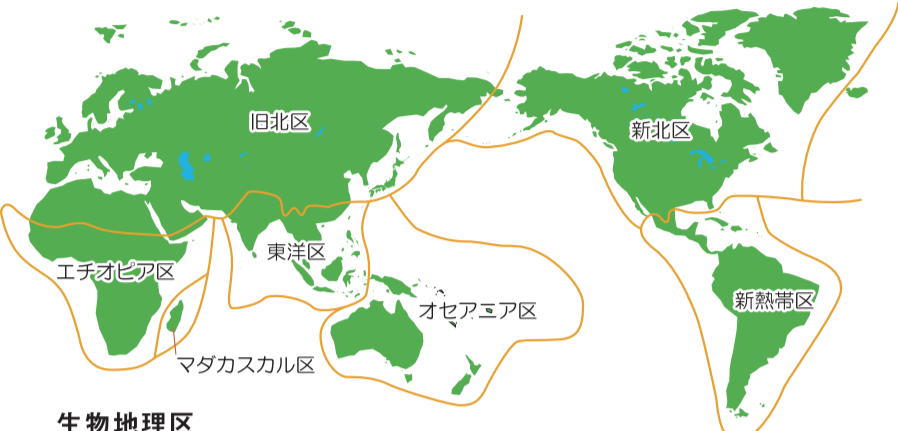 旧北区
新北区
東洋区
エチオピア区
オセアニア区
新熱帯区
マダカスカル区
生物地理区